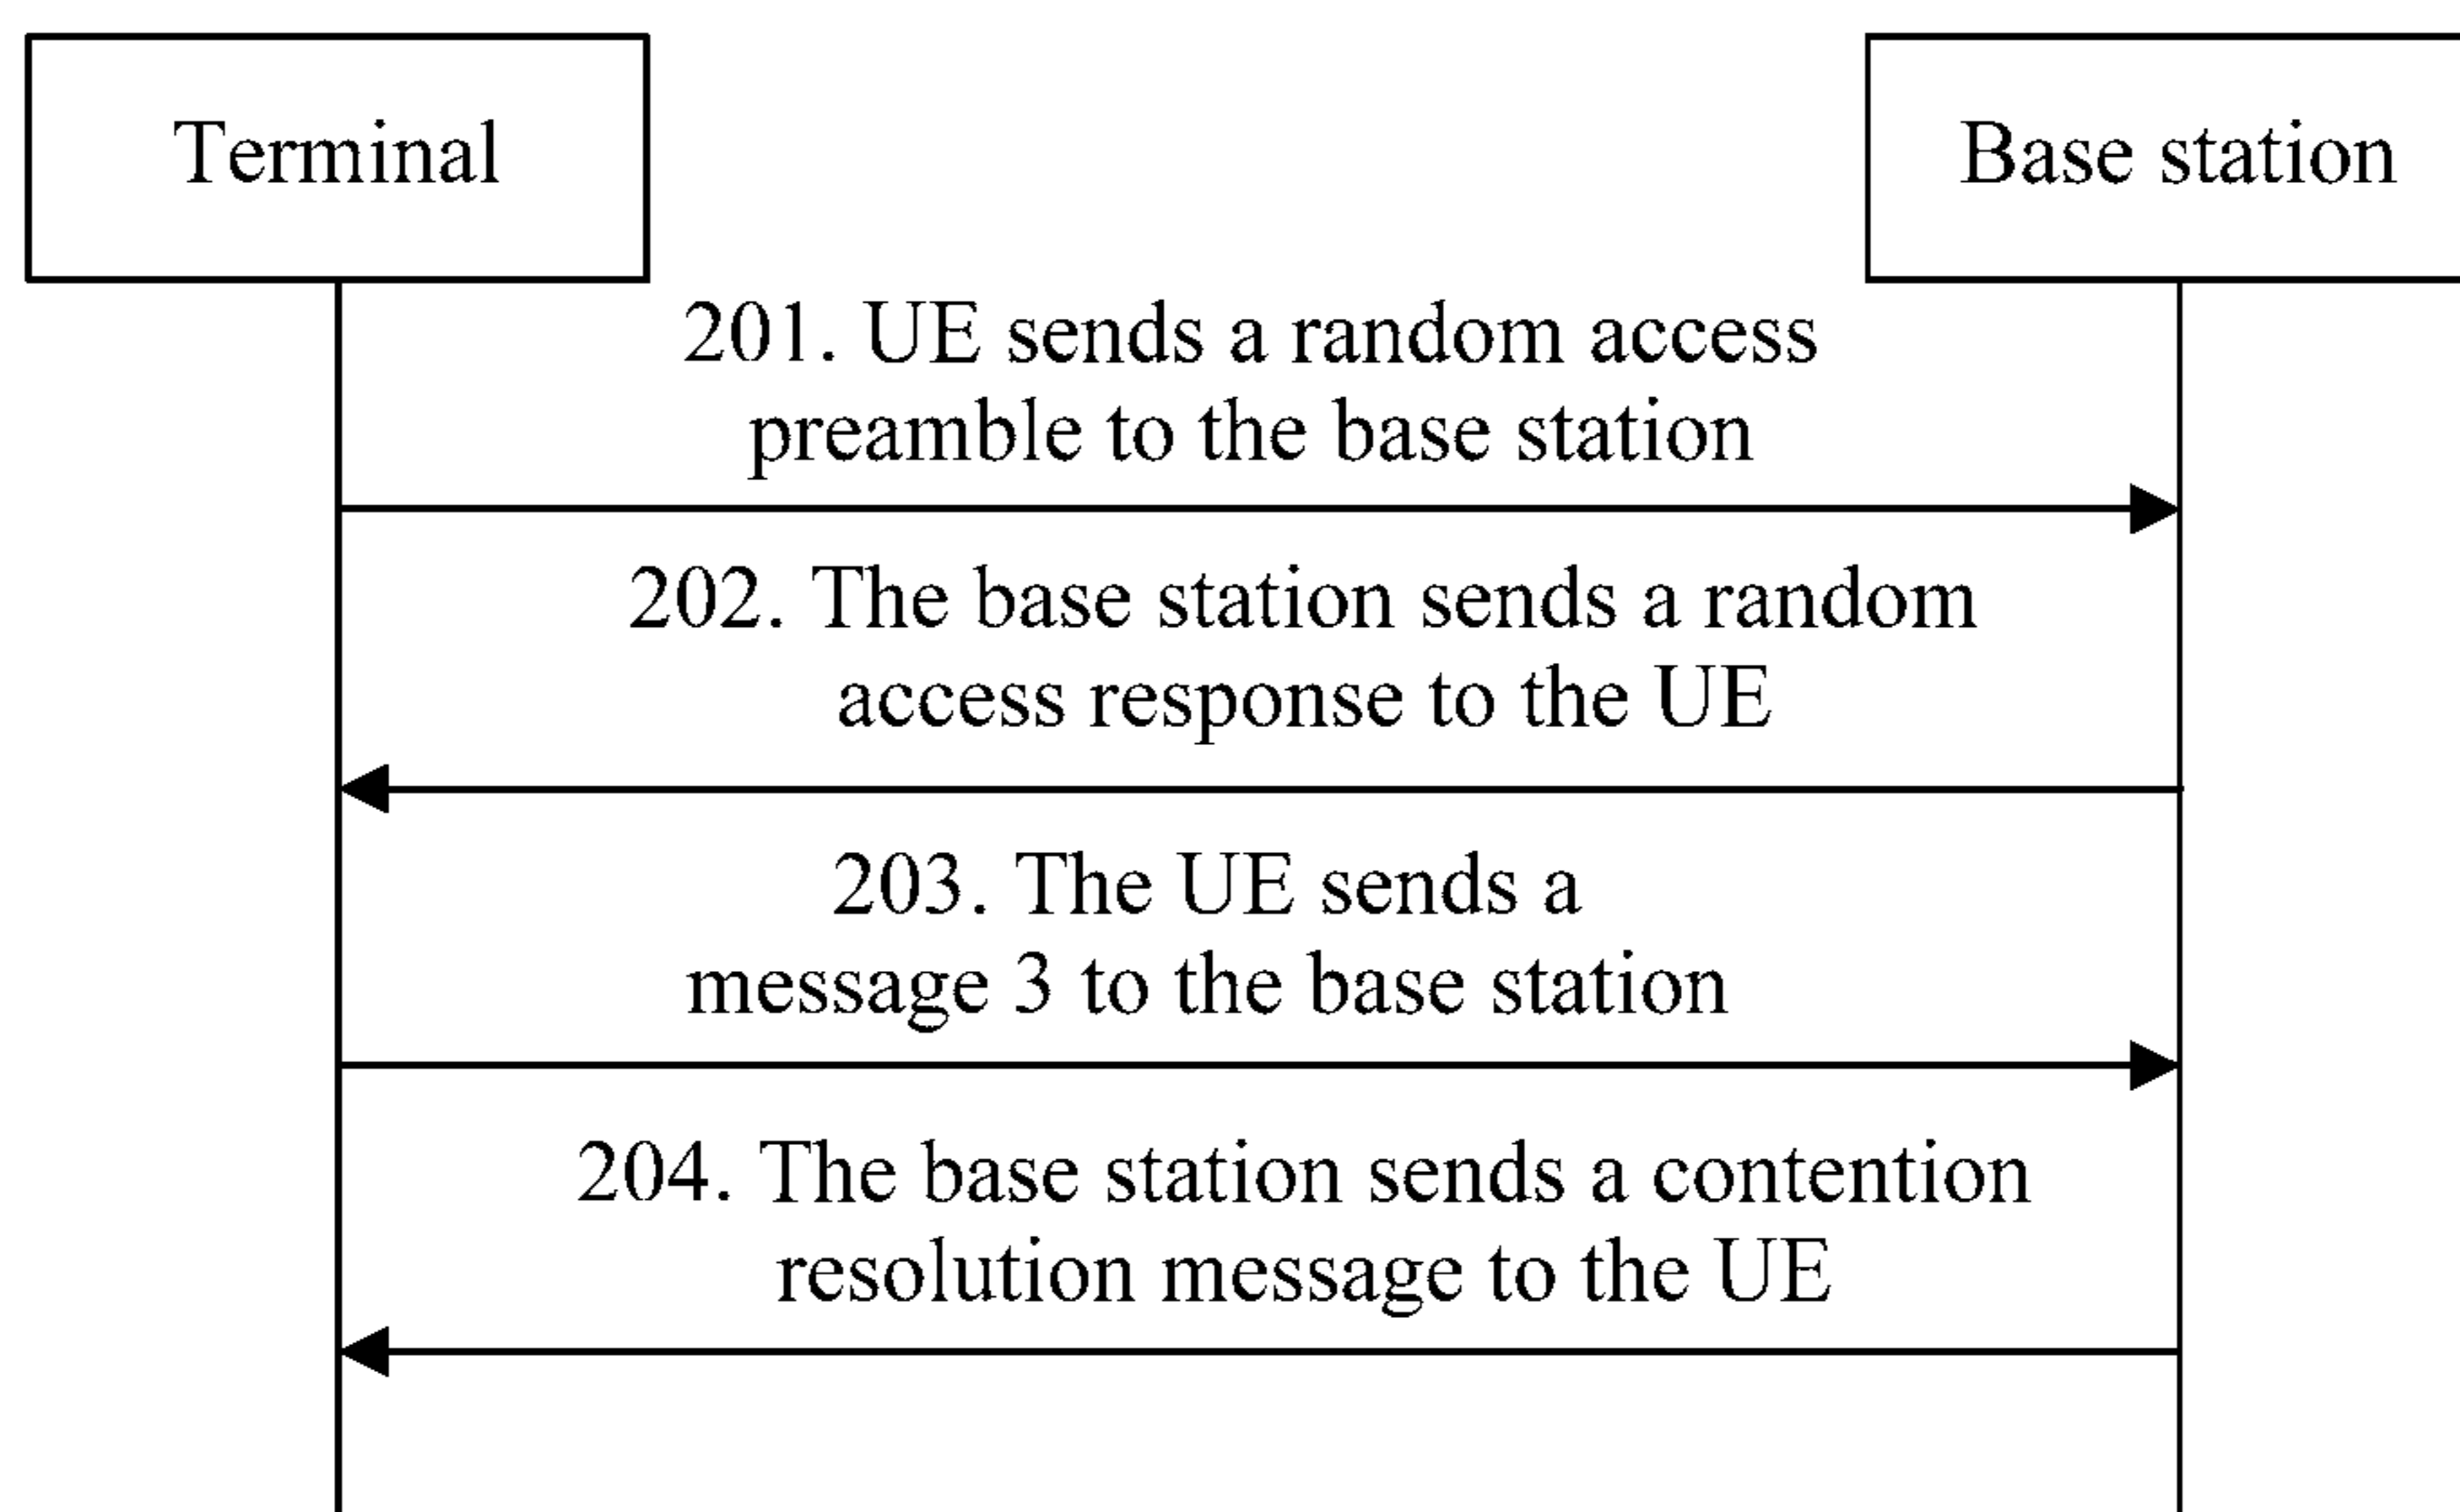 Terminal
Base station
201. UE sends a random access
preamble to the base station
202. The base station sends a random
access response to the UE
203. The UE sends a
message 3 to the base station
204. The base station sends a contention
resolution message to the UE